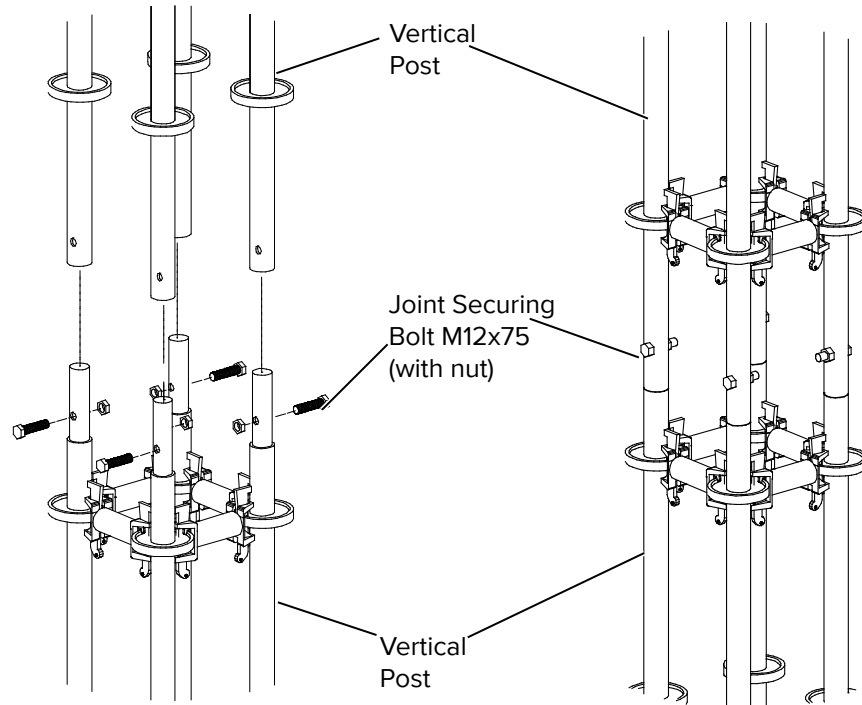 Vertical
Post
Joint Securing
Bolt M12x75
(with nut)
Vertical
Post